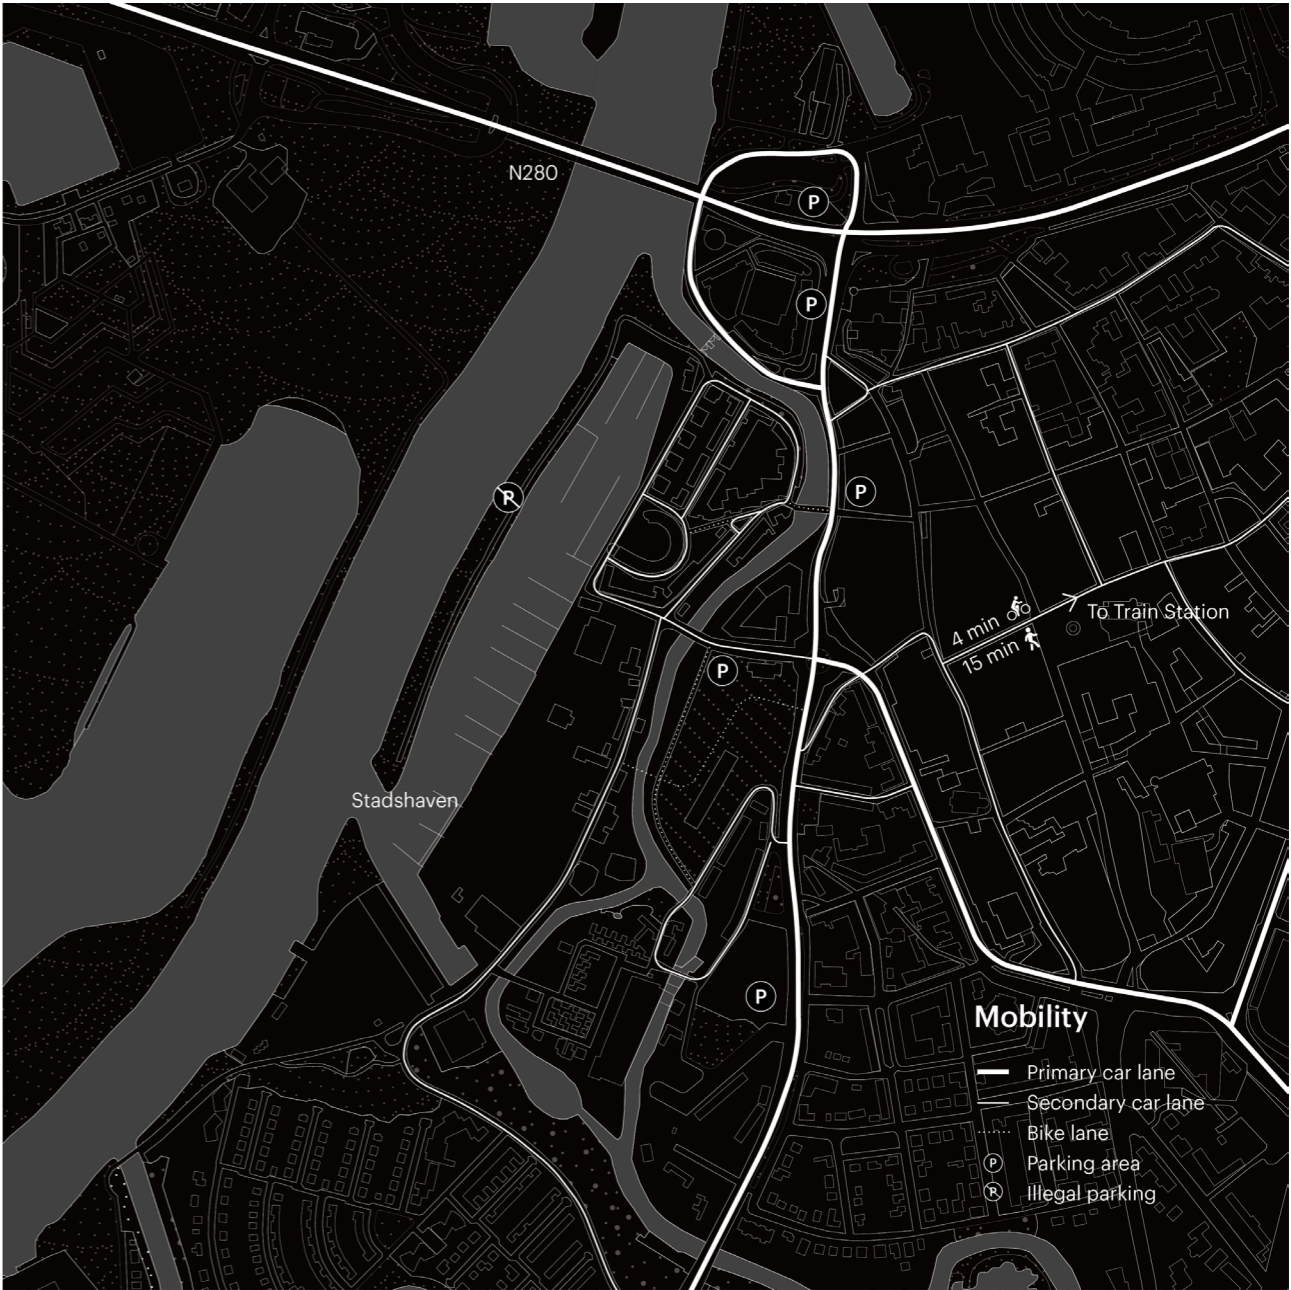 N280
P
P
P
P
4 min
To Train Station
15 min
P
Stadshaven
P
Mobility
Primary car lane
Secondary car lane
Bike lane
P Parking area
P Illegal parking